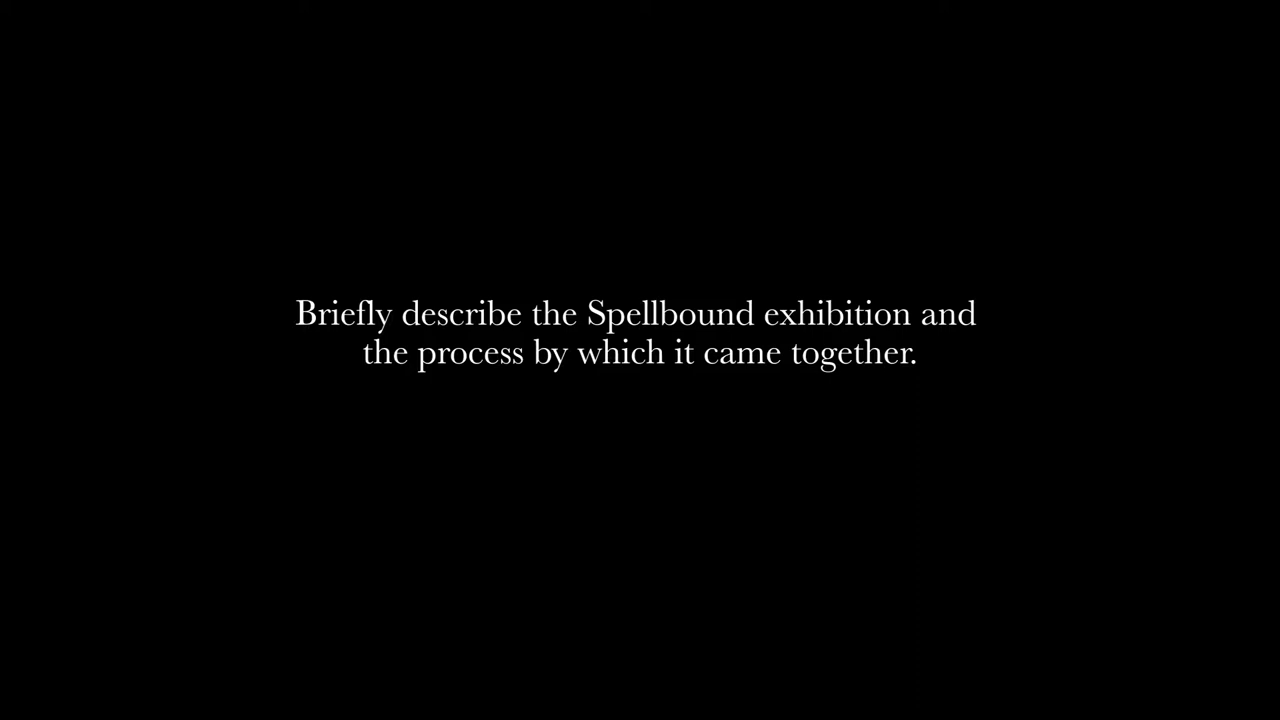 Briefly describe the Spellbound exhibition and
the process by which it came together.